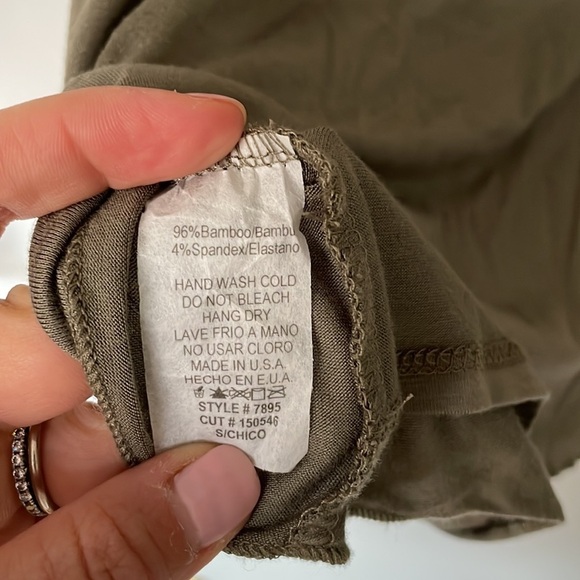 96%Bamboo/Bambu
4%Spandex/Elastano
HAND WASH COLD
DO NOT BLEACH
HANG DRY
LAVE FRIO A MANO
NO USAR CLORO
MADE IN U.S.A
HECHO EN E.U.A.
STYLE # 7895
CUT # 150546
S/CHICO